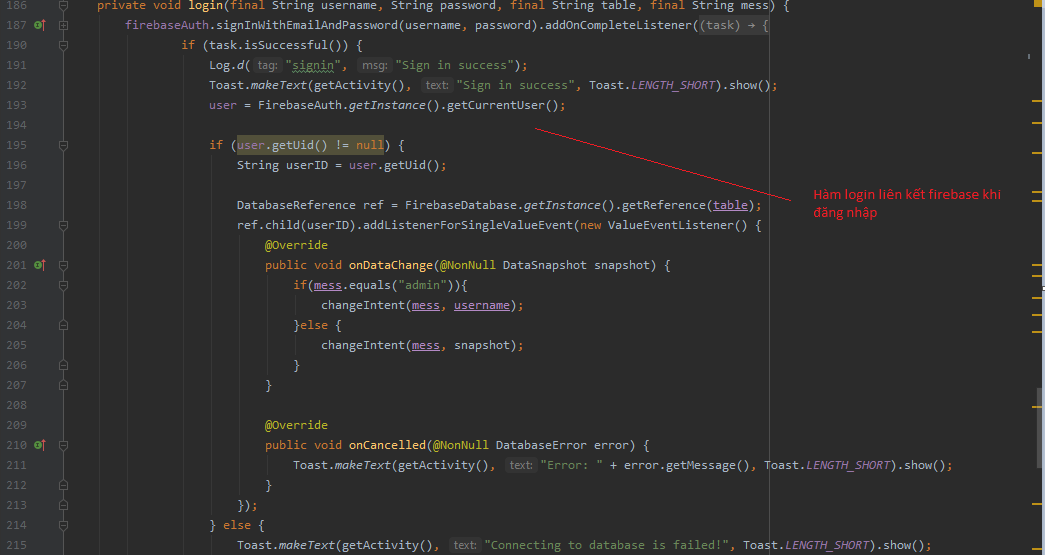 186 private void login(final String username, String password, final String table, final String mess) {
187 firebaseAuth.signInWithEmailAndPassword(username, password).addOnCompleteListener((task) → {
190 if (task.isSuccessful()) {
191 Log.d( tag: "signin", msg: "Sign in success");
192 Toast.makeText(getActivity(), text: "Sign in success", Toast.LENGTH_SHORT).show();
193 user = FirebaseAuth.getInstance().getCurrentUser();
194
195 if (user.getUid() != null) {
196 String userID = user.getUid();
197
Hàm login liên kết firebase khi
đăng nhập
198 DatabaseReference ref = FirebaseDatabase.getInstance().getReference(table);
199 ref.child(userID).addListenerForSingleValueEvent(new ValueEventListener() {
200 @Override
201 public void onDataChange(@NonNull DataSnapshot snapshot) {
202 if(mess.equals("admin")){
203 changeIntent(mess, username);
204 }else {
205 changeIntent(mess, snapshot);
206 }
207 }
208
209 @Override
210 public void onCancelled(@NonNull DatabaseError error) {
211 Toast.makeText(getActivity(), text: "Error: " + error.getMessage(), Toast.LENGTH_SHORT).show();
212 }
213 });
214 } else {
215 Toast.makeText(getActivity(), text: "Connecting to database is failed!", Toast.LENGTH_SHORT).show();